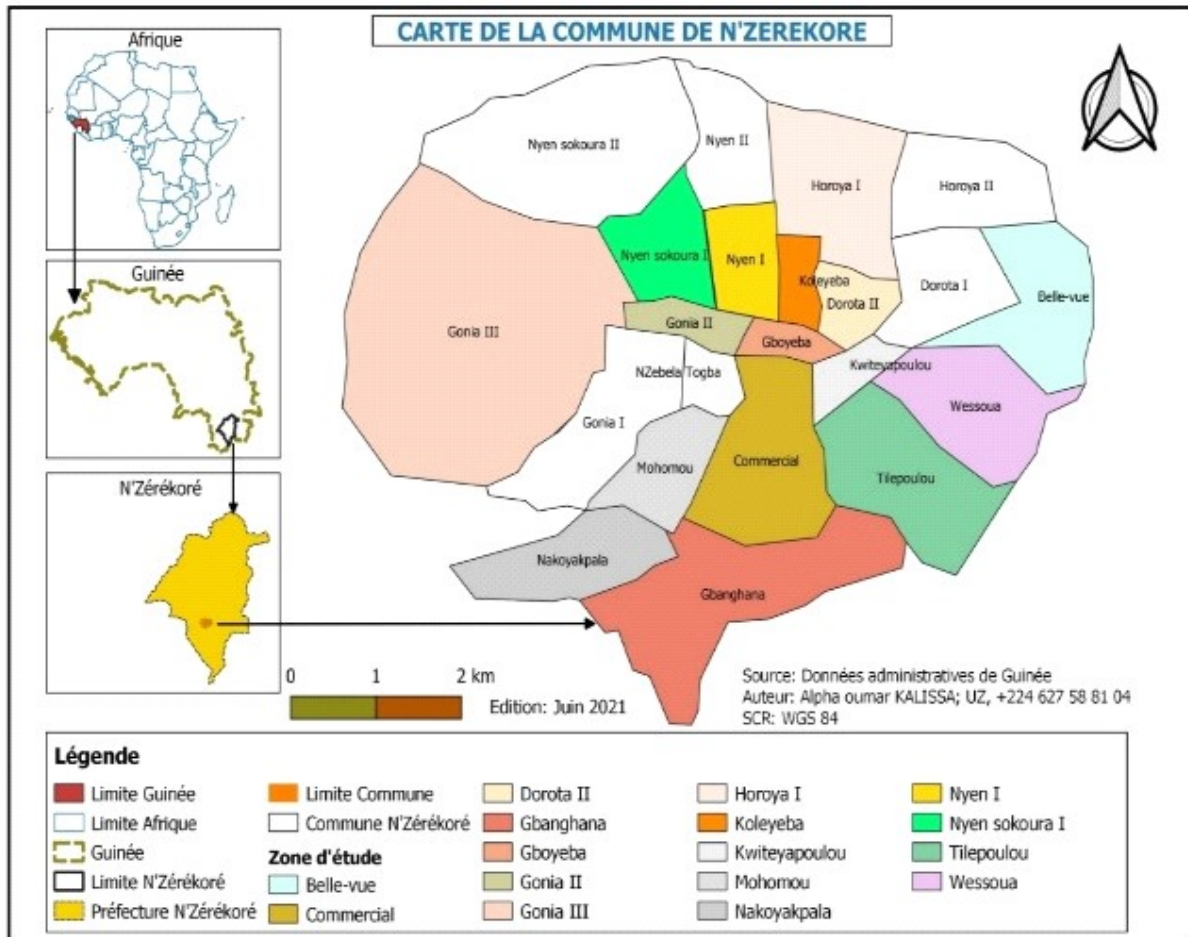 CARTE DE LA COMMUNE DE N'ZEREKORE
Afrique
Guinée
N'Zérékoré
Nyen sokoura II
Nyen II
Horoya I
Horoya II
Nyen sokoura I
Nyen I
Koleyeba
Dorota II
Dorota I
Belle-vue
Gonia III
Gonia II
Gboyeba
Kwiteyapoulou
NZebela
Togba
Wessoua
Gonia I
Mohomou
Commercial
Tilepoulou
Nakoyakpala
Gbanghana
0 1 2 km
Edition: Juin 2021
Source: Données administratives de Guinée
Auteur: Alpha oumar KALISSA; UZ, +224 627 58 81 04
SCR: WGS 84
Légende
Limite Guinée
Limite Afrique
Guinée
Limite N'Zérékoré
Préfecture N'Zérékoré
Limite Commune
Commune N'Zérékoré
Zone d'étude
Belle-vue
Commercial
Dorota II
Gbanghana
Gboyeba
Gonia II
Gonia III
Horoya I
Koleyeba
Kwiteyapoulou
Mohomou
Nakoyakpala
Nyen I
Nyen sokoura I
Tilepoulou
Wessoua